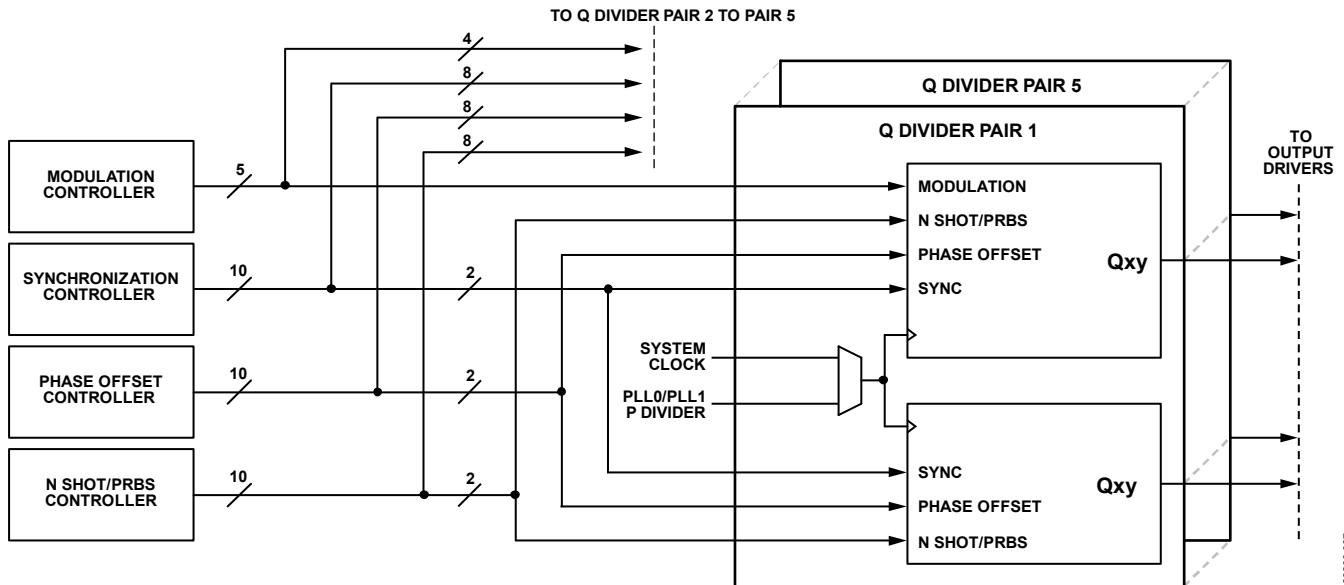 TO Q DIVIDER PAIR 2 TO PAIR 5
4
8
8
8
Q DIVIDER PAIR 5
Q DIVIDER PAIR 1
TO
OUTPUT
DRIVERS
MODULATION
CONTROLLER
5
MODULATION
N SHOT/PRBS
PHASE OFFSET
SYNC
Qxy
SYNCHRONIZATION
CONTROLLER
10
2
SYSTEM
CLOCK
PLL0/PLL1
P DIVIDER
PHASE OFFSET
CONTROLLER
10
2
N SHOT/PRBS
CONTROLLER
10
2
SYNC
PHASE OFFSET
N SHOT/PRBS
Qxy